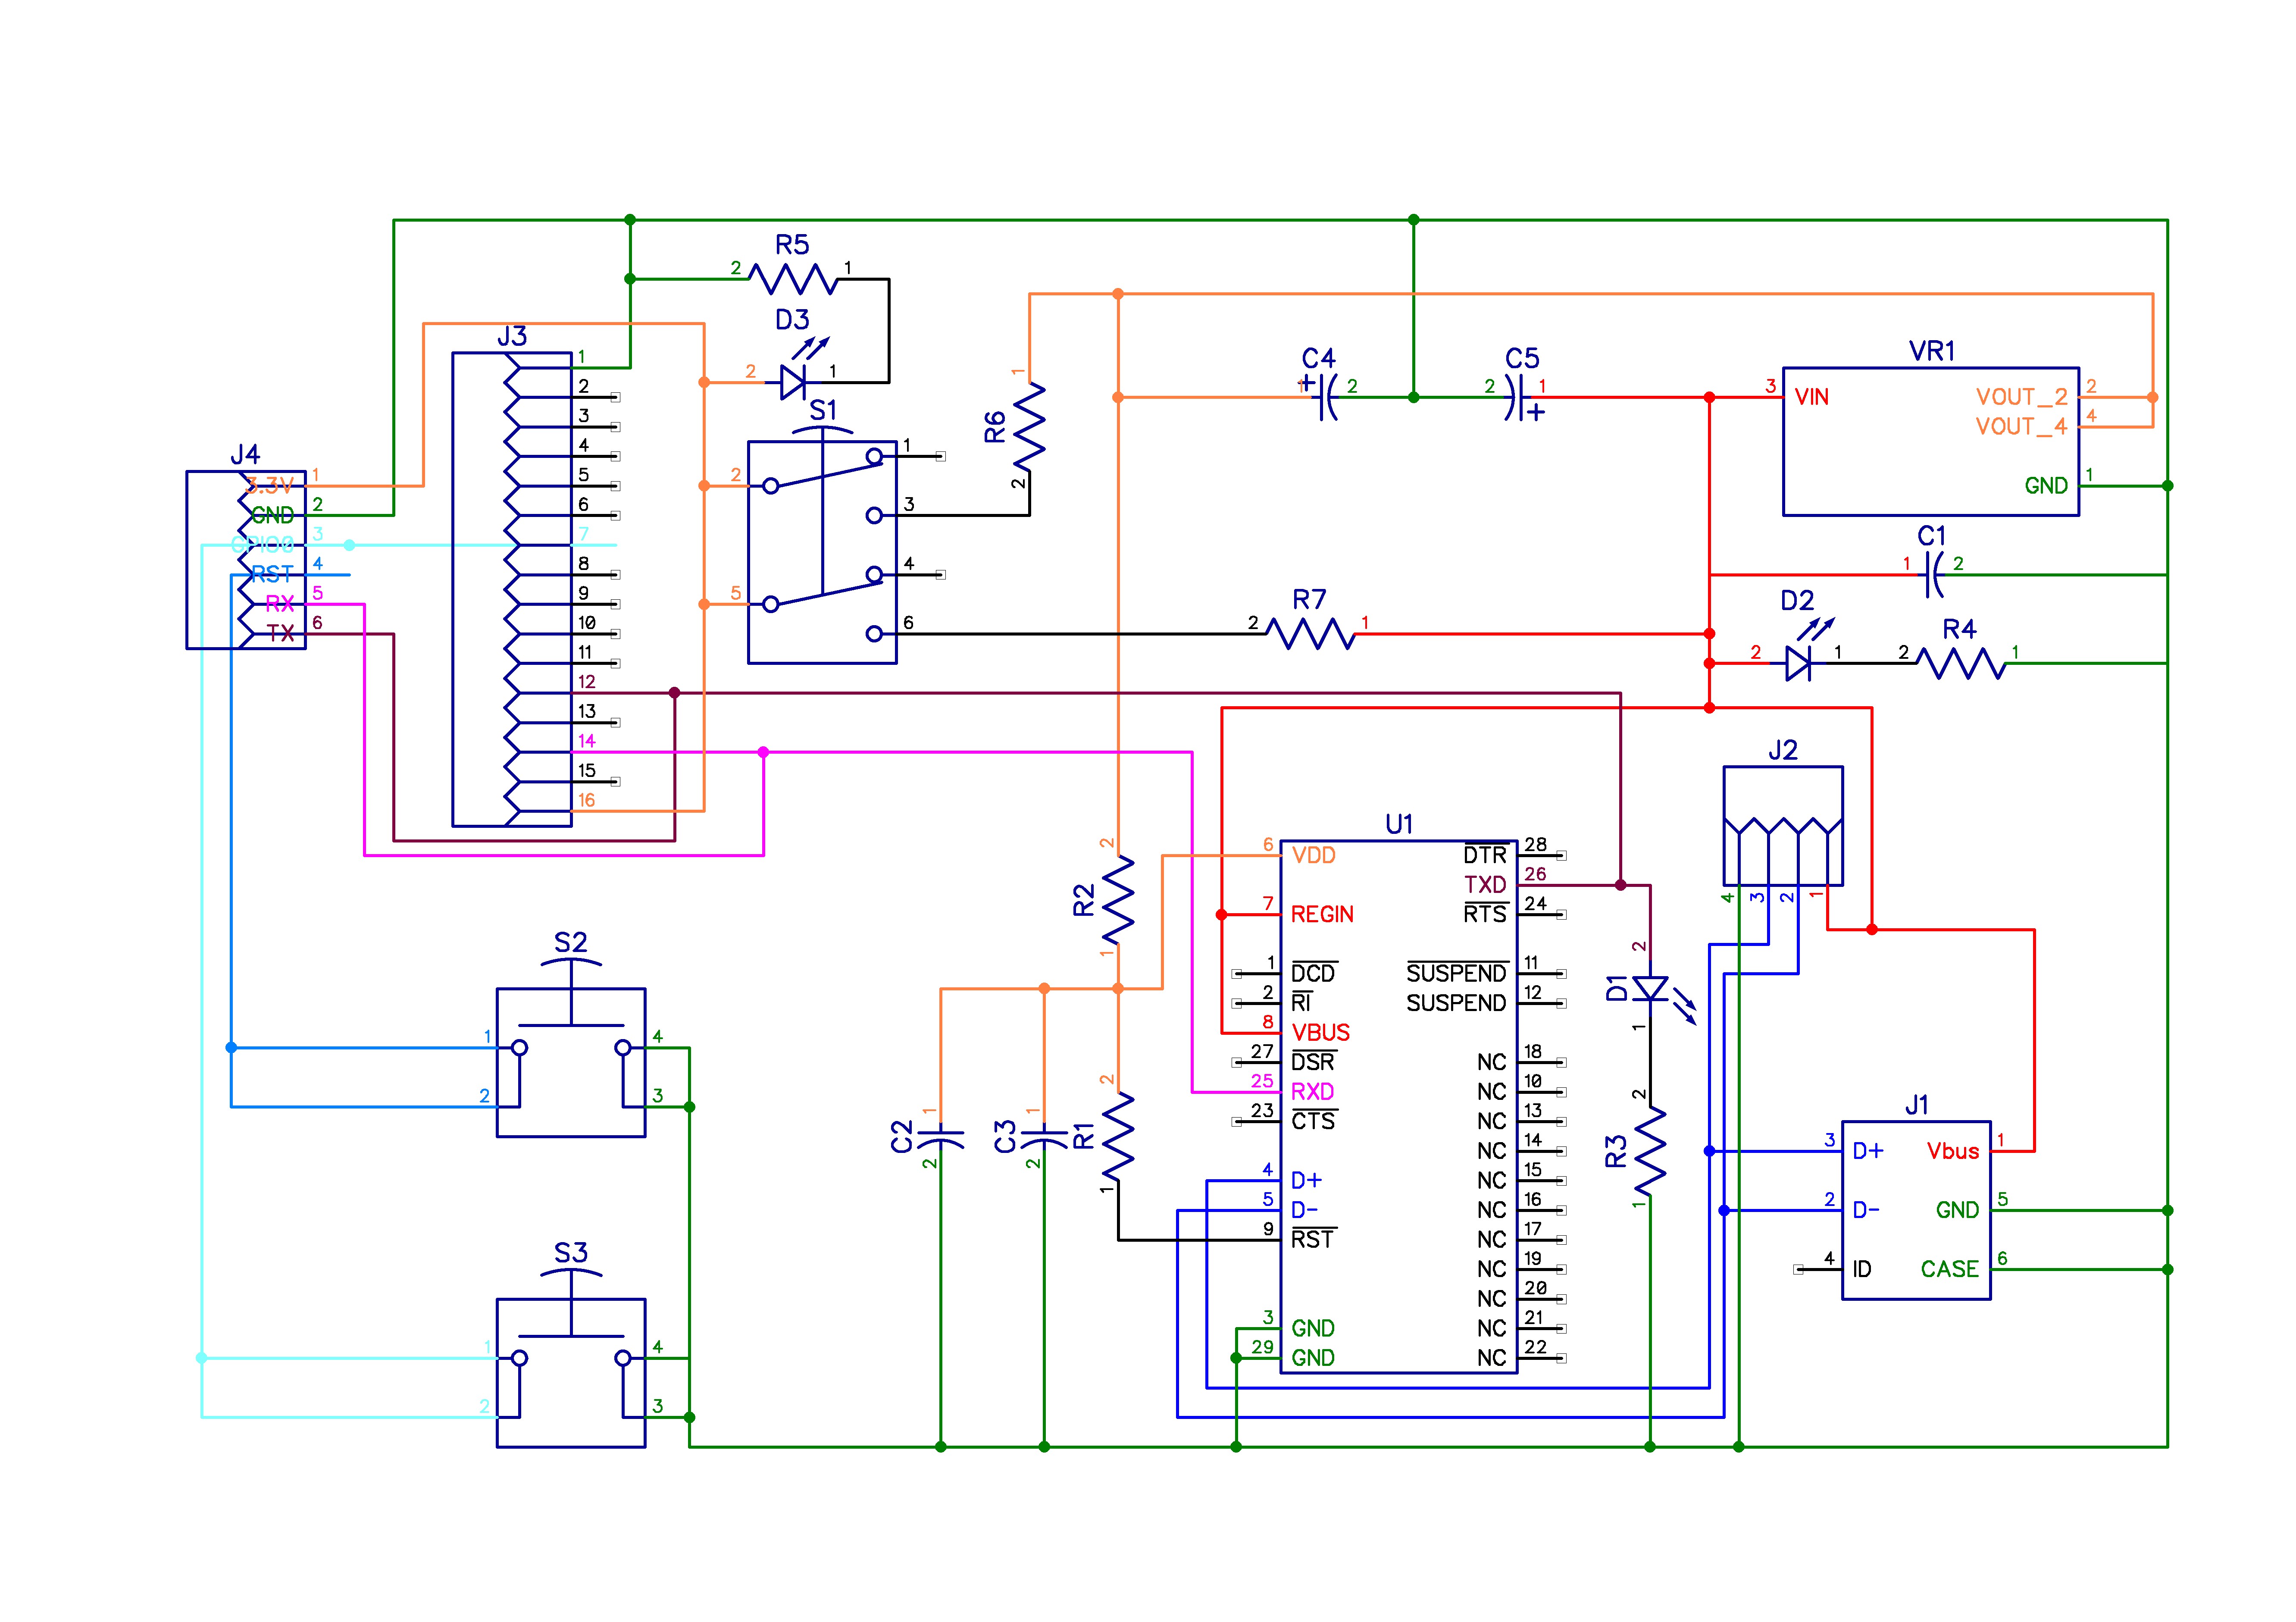 R5
2 1
D3
2 1
S1
1
2
3
4
5
6
J3
1
2
3
4
5
6
7
8
9
10
11
12
13
14
15
16
J4
3.3V 1
GND 2
GPIO0 3
RST 4
RX 5
TX 6
R6
1
2
C4
+
1 2
C5
2 1
+
VR1
3 VIN
VOUT_2 2
VOUT_4 4
GND 1
C1
1 2
D2
2 1
R4
2 1
R7
2 1
J2
4 3 2 1
U1
6 VDD
7 REGIN
1 DCD
2 RI
8 VBUS
27 DSR
25 RXD
23 CTS
4 D+
5 D-
9 RST
3 GND
29 GND
DTR 28
TXD 26
RTS 24
SUSPEND 11
SUSPEND 12
NC 18
NC 10
NC 13
NC 14
NC 15
NC 16
NC 17
NC 19
NC 20
NC 21
NC 22
R2
2
1
R1
2
1
C2
1
2
C3
1
2
D1
2
1
R3
2
1
J1
3 D+
2 D-
4 ID
Vbus 1
GND 5
CASE 6
S2
1 4
2 3
S3
1 4
2 3